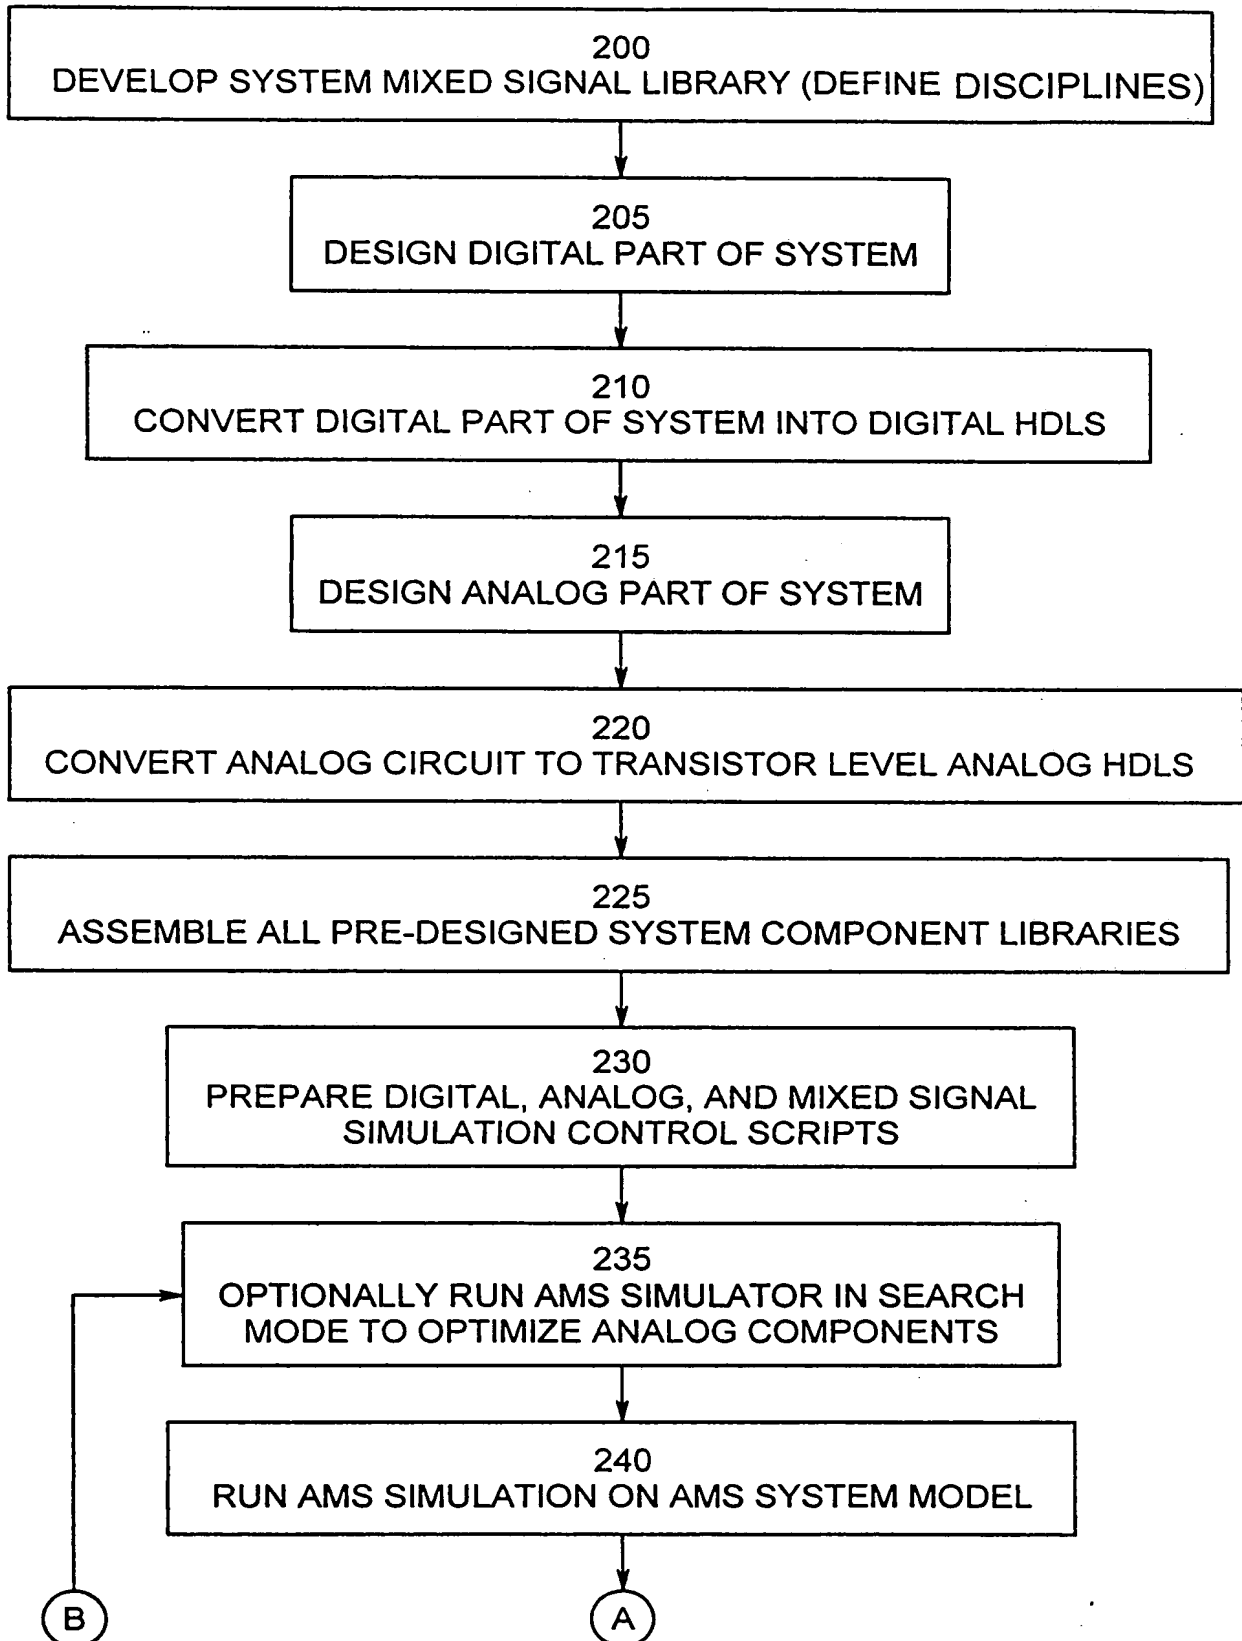 200
DEVELOP SYSTEM MIXED SIGNAL LIBRARY (DEFINE DISCIPLINES)
205
DESIGN DIGITAL PART OF SYSTEM
210
CONVERT DIGITAL PART OF SYSTEM INTO DIGITAL HDLS
215
DESIGN ANALOG PART OF SYSTEM
220
CONVERT ANALOG CIRCUIT TO TRANSISTOR LEVEL ANALOG HDLS
225
ASSEMBLE ALL PRE-DESIGNED SYSTEM COMPONENT LIBRARIES
230
PREPARE DIGITAL, ANALOG, AND MIXED SIGNAL
SIMULATION CONTROL SCRIPTS
235
OPTIONALLY RUN AMS SIMULATOR IN SEARCH
MODE TO OPTIMIZE ANALOG COMPONENTS
240
RUN AMS SIMULATION ON AMS SYSTEM MODEL
B
A